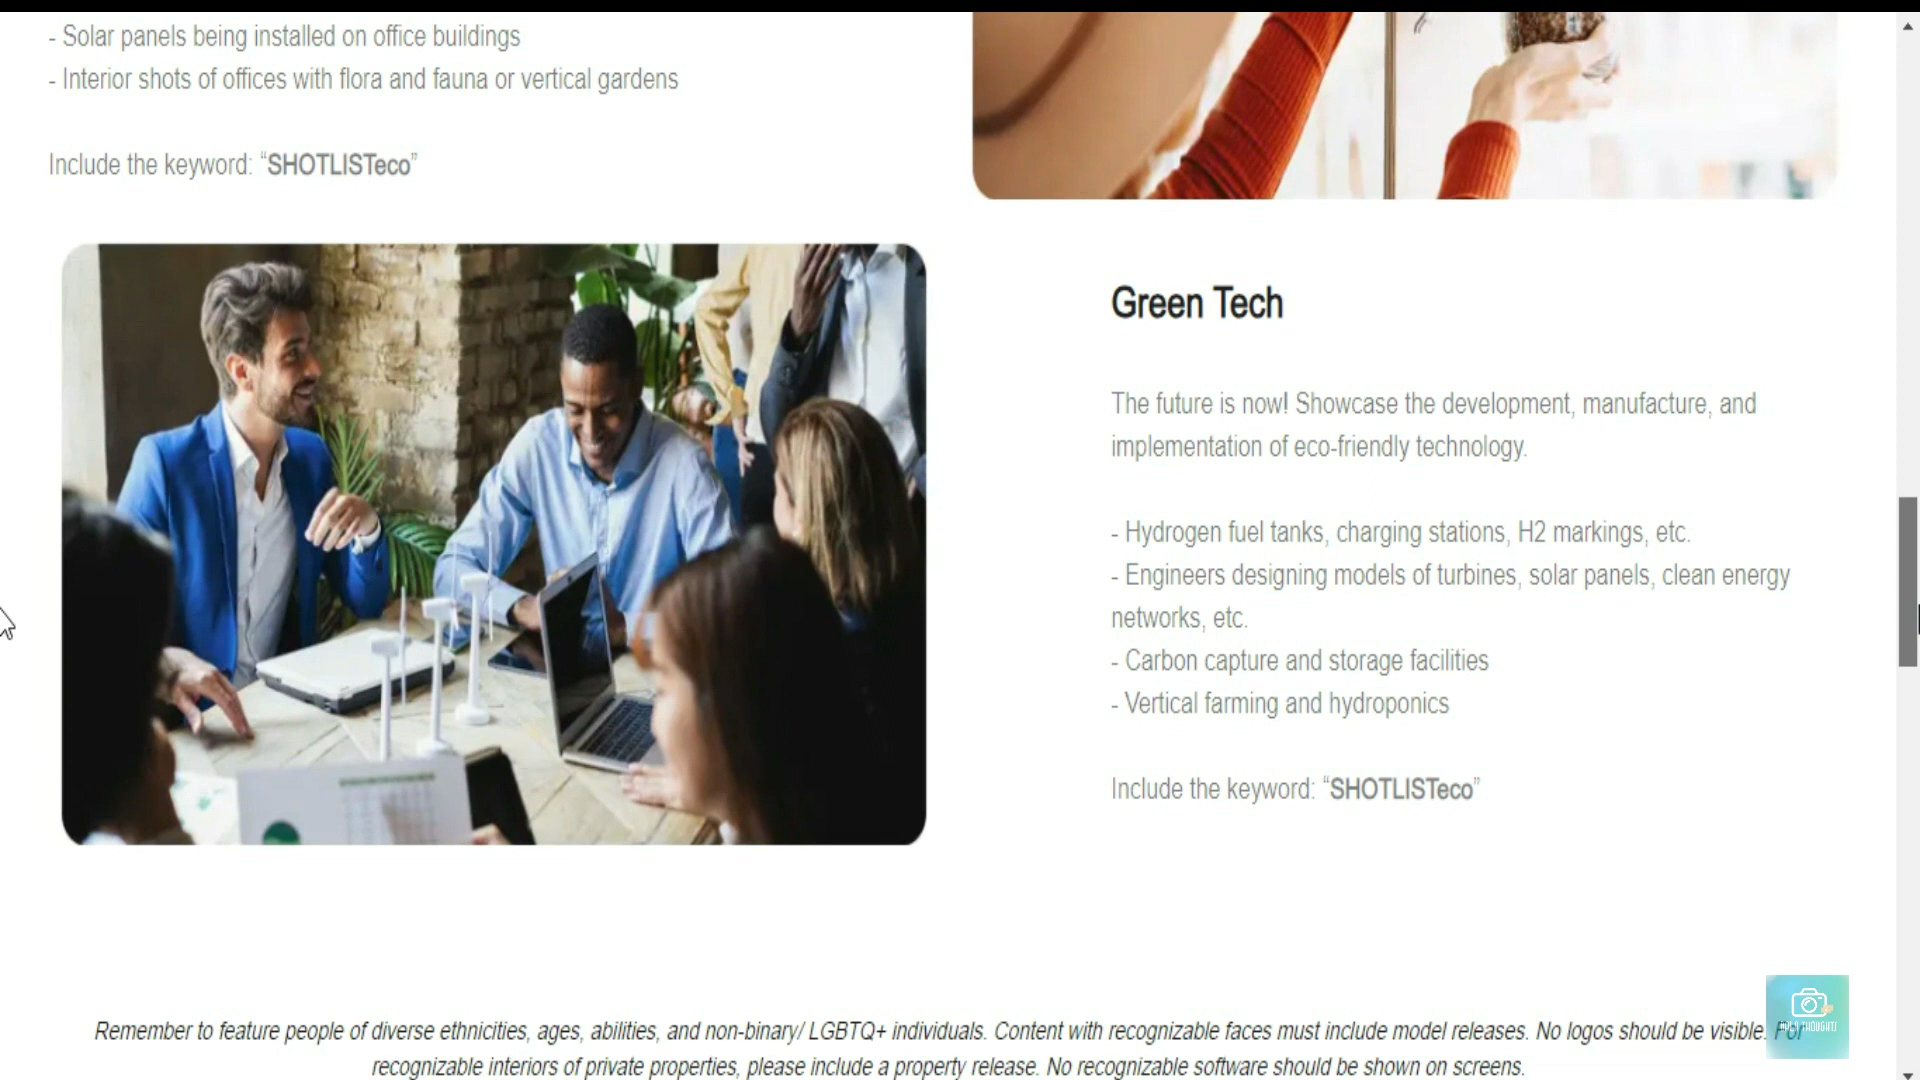 - Solar panels being installed on office buildings
- Interior shots of offices with flora and fauna or vertical gardens
Include the keyword: “SHOTLISTeco”
Green Tech
The future is now! Showcase the development, manufacture, and
implementation of eco-friendly technology.
- Hydrogen fuel tanks, charging stations, H2 markings, etc.
- Engineers designing models of turbines, solar panels, clean energy
networks, etc.
- Carbon capture and storage facilities
- Vertical farming and hydroponics
Include the keyword: “SHOTLISTeco”
Remember to feature people of diverse ethnicities, ages, abilities, and non-binary/ LGBTQ+ individuals. Content with recognizable faces must include model releases. No logos should be visible. For
recognizable interiors of private properties, please include a property release. No recognizable software should be shown on screens.
THOUGHTS